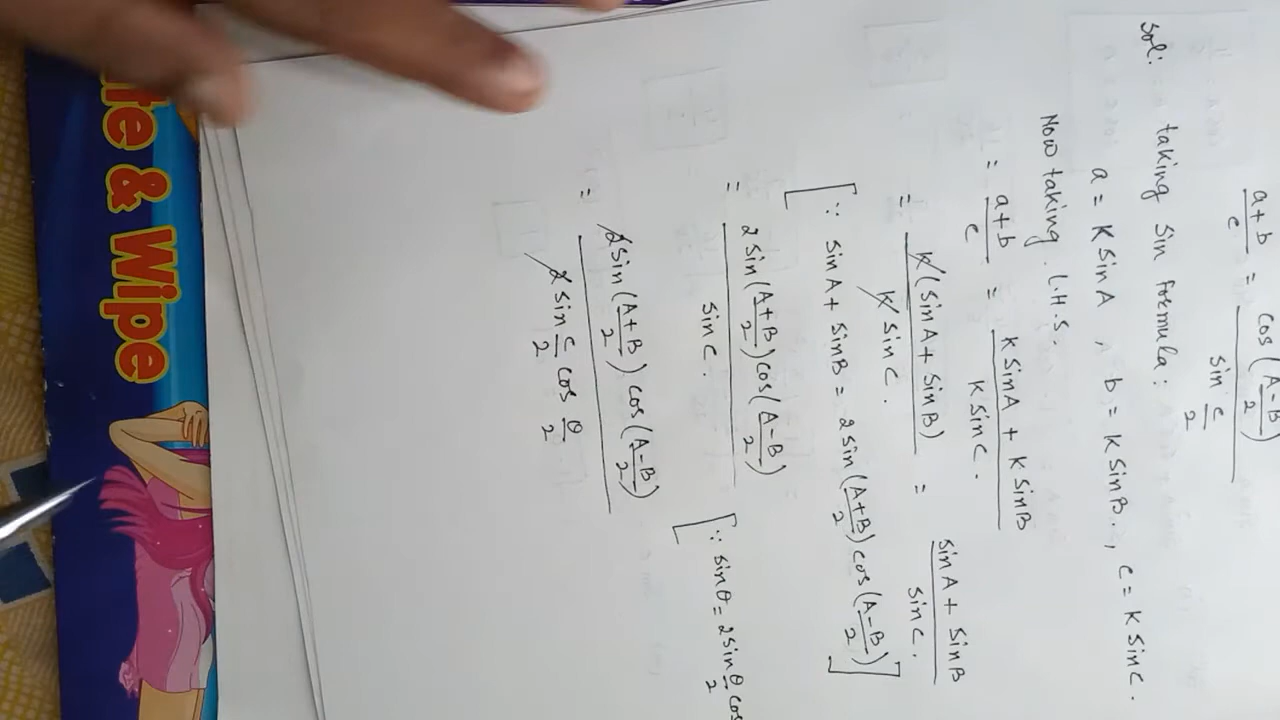 (a+b)/c = cos((A-B)/2) / sin(c/2)
Sol: taking Sin Formula:
a = K Sin A , b = K Sin B. , c = K Sin C.
Now taking L.H.S.
= (a+b)/c = (K Sin A + K Sin B)/(K Sin C.)
= K(Sin A + Sin B)/(K Sin C.) = (Sin A + Sin B)/(Sin C.)
[∵ Sin A + Sin B = 2 Sin((A+B)/2) cos((A-B)/2)]
= 2 Sin((A+B)/2) cos((A-B)/2) / Sin C. [∵ Sin θ = 2 Sin θ/2 cos
= 2 Sin((A+B)/2) cos((A-B)/2) / 2 Sin c/2 cos θ/2
& Wipe